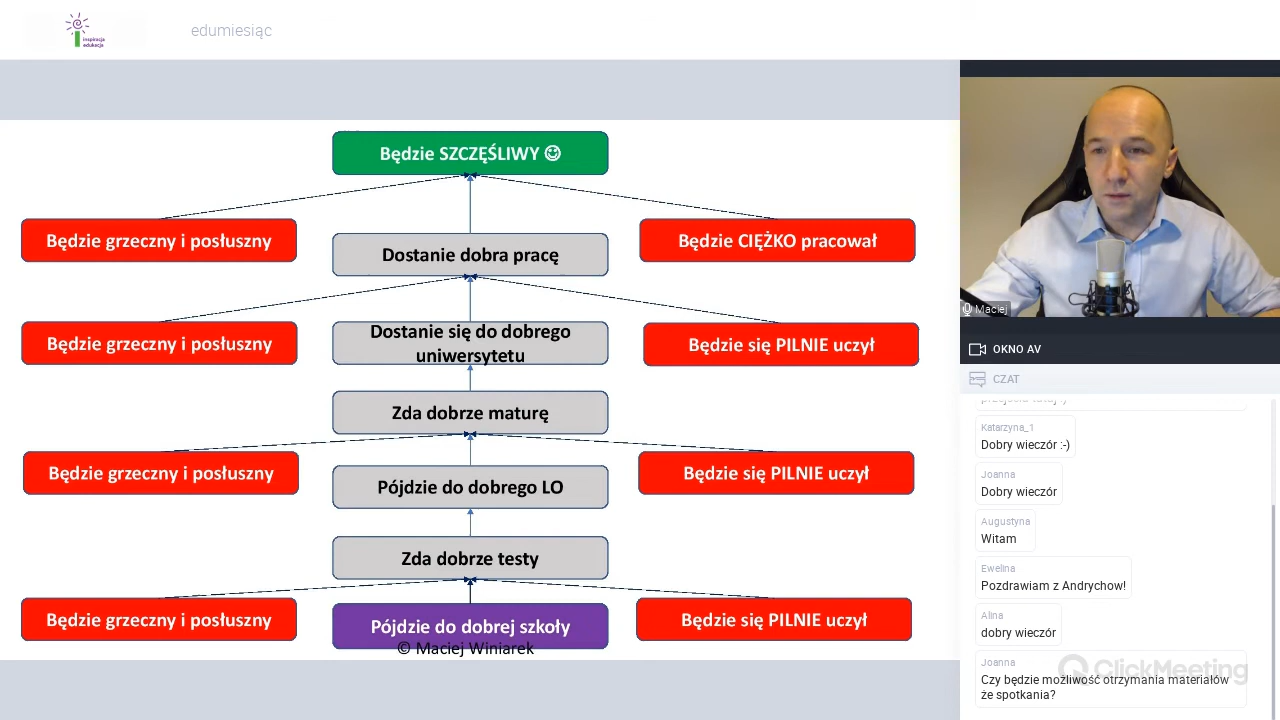 inspiracja
edukacja
edumiesiąc
Będzie SZCZĘŚLIWY
Będzie grzeczny i posłuszny
Dostanie dobra pracę
Będzie CIĘŻKO pracował
Będzie grzeczny i posłuszny
Dostanie się do dobrego
uniwersytetu
Będzie się PILNIE uczył
Zda dobrze maturę
Będzie grzeczny i posłuszny
Pójdzie do dobrego LO
Będzie się PILNIE uczył
Zda dobrze testy
Będzie grzeczny i posłuszny
Pójdzie do dobrej szkoły
Będzie się PILNIE uczył
© Maciej Winiarek
Maciej
OKNO AV
CZAT
Katarzyna_1
Dobry wieczór :-)
Joanna
Dobry wieczór
Augustyna
Witam
Ewelina
Pozdrawiam z Andrychow!
Alina
dobry wieczór
Joanna
Czy będzie możliwość otrzymania materiałów
że spotkania?
ClickMeeting